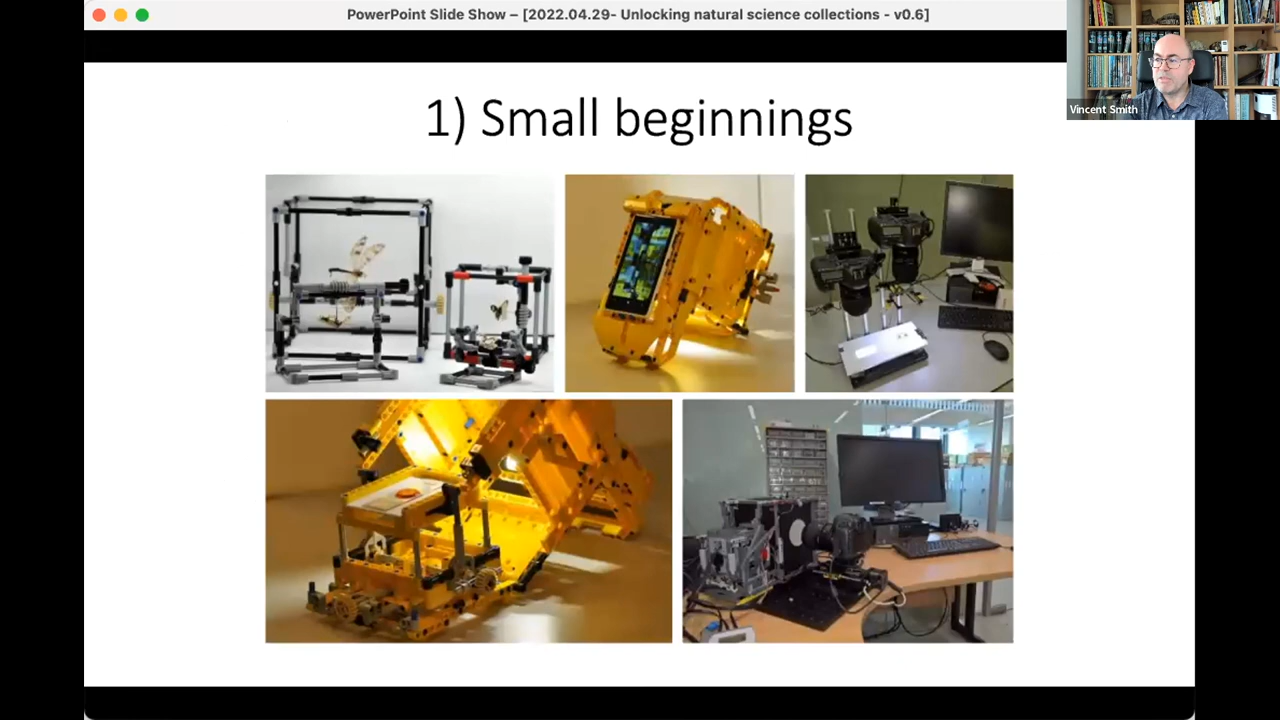 PowerPoint Slide Show – [2022.04.29- Unlocking natural science collections - v0.6]
Vincent Smith
1) Small beginnings